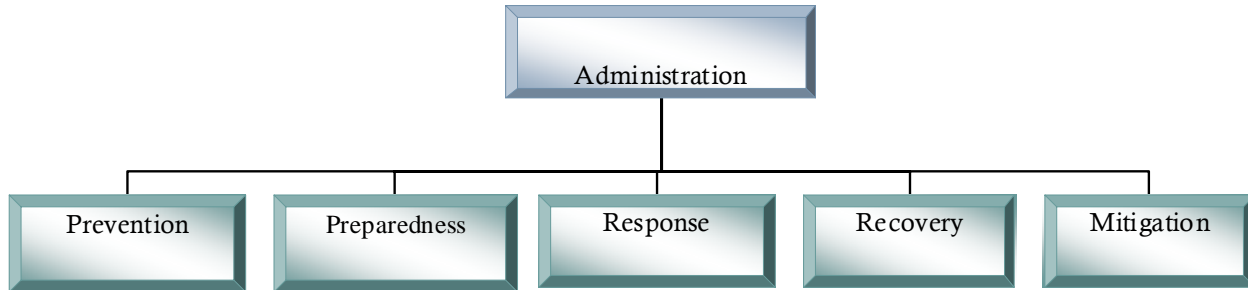 Administration
Prevention
Preparedness
Response
Recovery
Mitigation